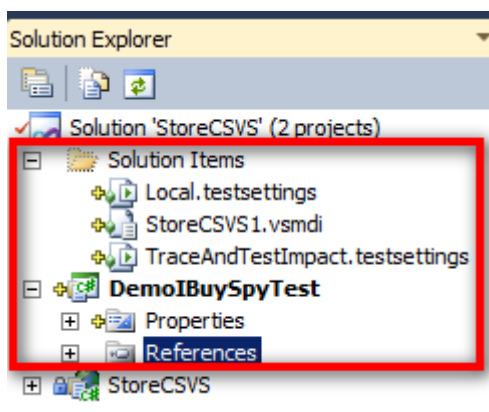 Solution Explorer
Solution 'StoreCSVS' (2 projects)
Solution Items
Local.testsettings
StoreCSVS1.vsmdi
TraceAndTestImpact.testsettings
DemoIBuySpyTest
Properties
References
StoreCSVS